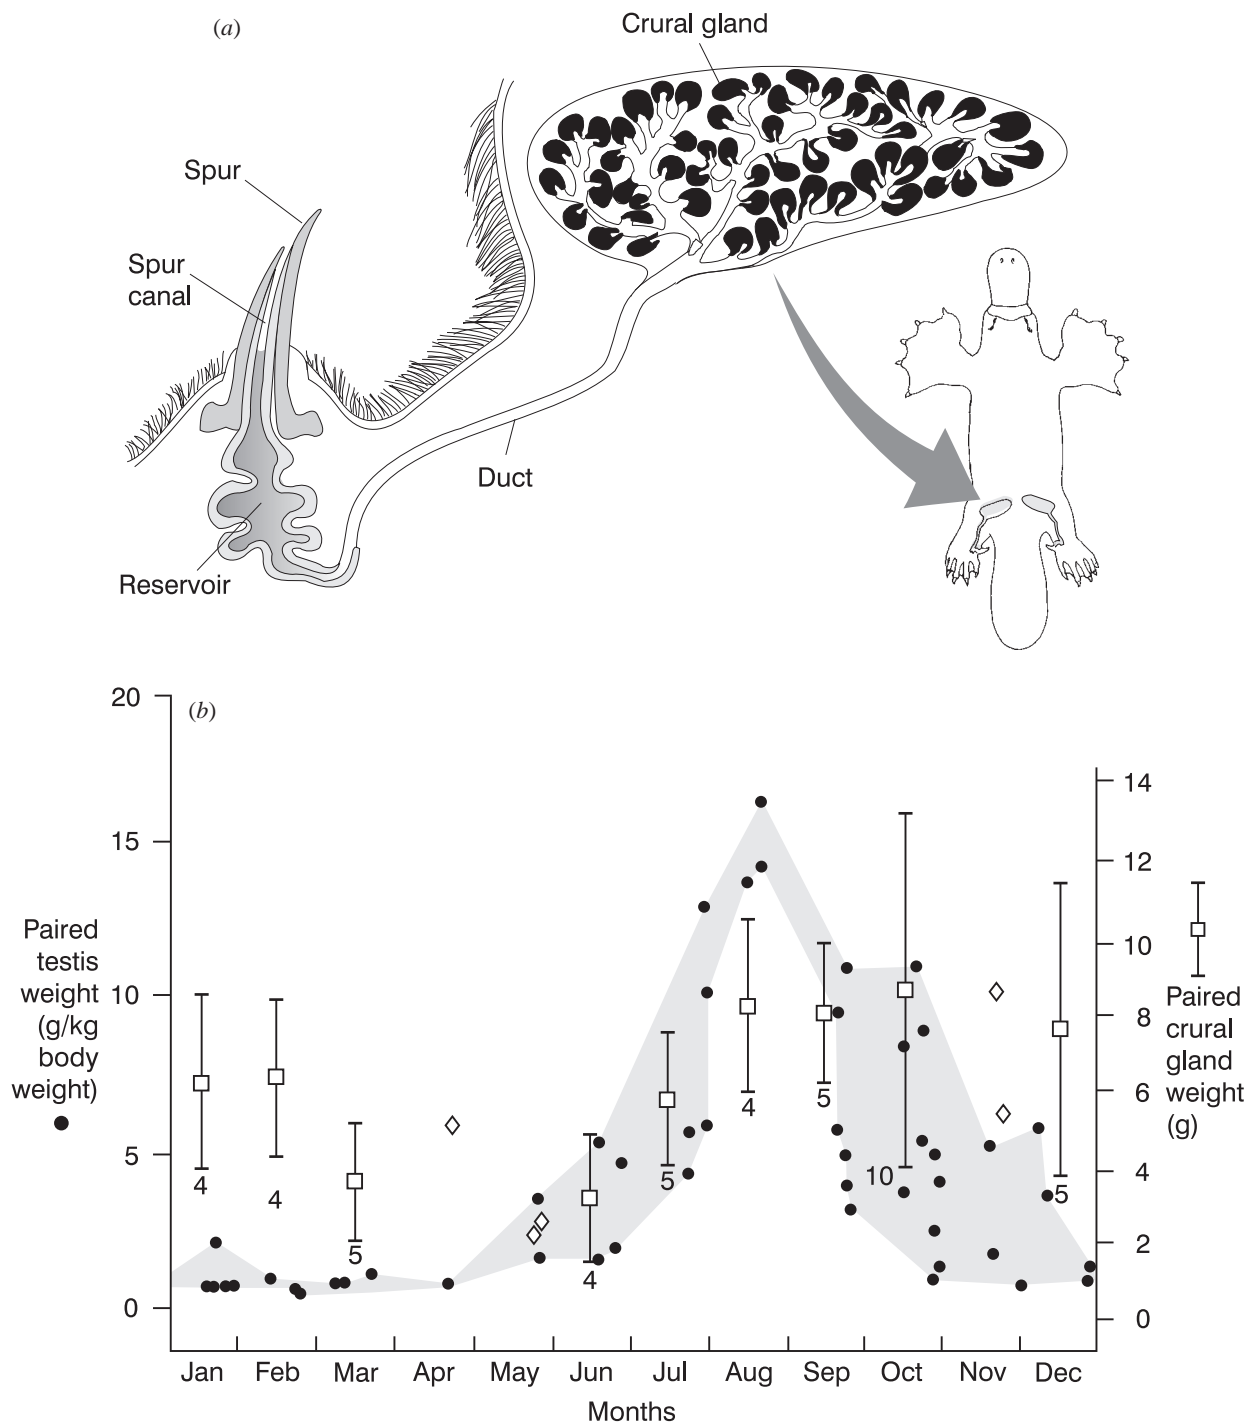 (a)
Crural gland
Spur
Spur
canal
Duct
Reservoir
(b)
20
15
10
5
0
Paired
testis
weight
(g/kg
body
weight)
14
12
10
8
6
4
2
0
Paired
crural
gland
weight
(g)
4
4
5
4
5
4
5
10
5
Jan Feb Mar Apr May Jun Jul Aug Sep Oct Nov Dec
Months